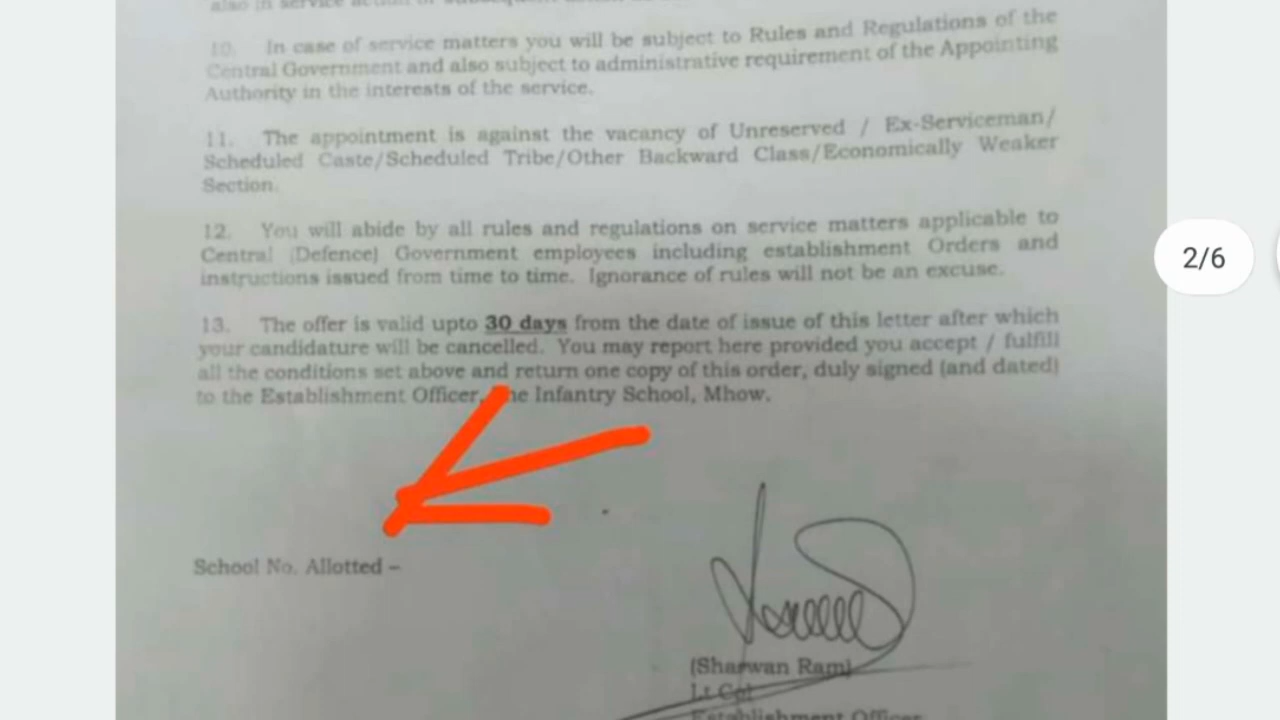 also in service
10. In case of service matters you will be subject to Rules and Regulations of the
Central Government and also subject to administrative requirement of the Appointing
Authority in the interests of the service.
11. The appointment is against the vacancy of Unreserved / Ex-Serviceman/
Scheduled Caste/Scheduled Tribe/Other Backward Class/Economically Weaker
Section.
12. You will abide by all rules and regulations on service matters applicable to
Central (Defence) Government employees including establishment Orders and
instructions issued from time to time. Ignorance of rules will not be an excuse.
13. The offer is valid upto 30 days from the date of issue of this letter after which
your candidature will be cancelled. You may report here provided you accept / fulfill
all the conditions set above and return one copy of this order, duly signed (and dated)
to the Establishment Officer, he Infantry School, Mhow.
School No. Allotted –
(Sharwan Ram)
Lt Col
Establishment Officer
2/6